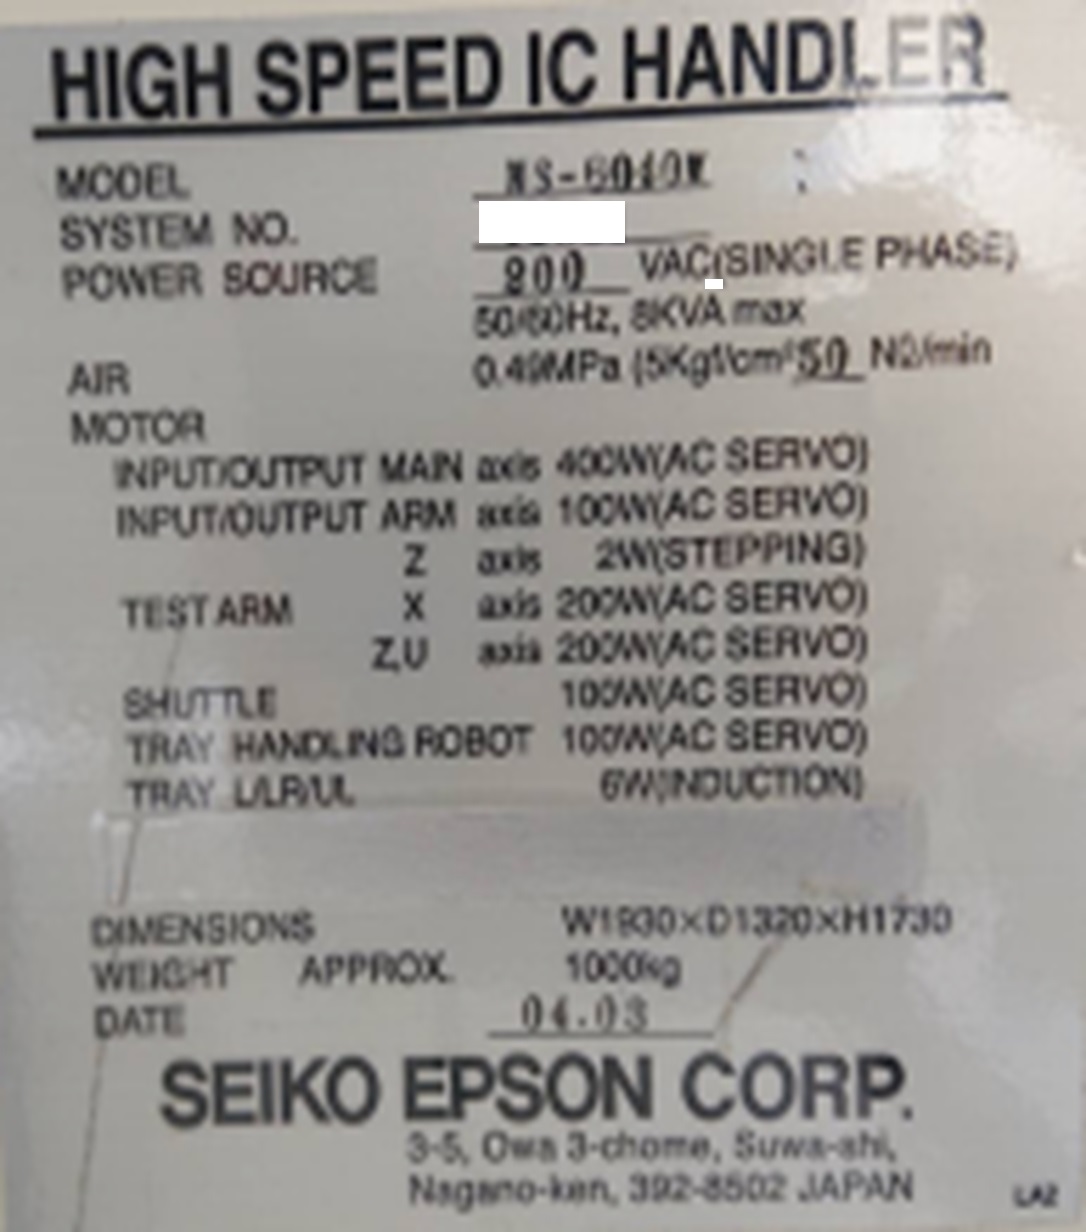 HIGH SPEED IC HANDLER
MODEL NS-6040W
SYSTEM NO.
POWER SOURCE 200 VAC(SINGLE PHASE)
50/60Hz, 8KVA max
AIR 0.49MPa (5Kgf/cm² 50 Nℓ/min
MOTOR
INPUT/OUTPUT MAIN axis 400W(AC SERVO)
INPUT/OUTPUT ARM axis 100W(AC SERVO)
Z axis 2W(STEPPING)
TEST ARM X axis 200W(AC SERVO)
Z,U axis 200W(AC SERVO)
SHUTTLE 100W(AC SERVO)
TRAY HANDLING ROBOT 100W(AC SERVO)
TRAY L/LR/UL 6W(INDUCTION)
DIMENSIONS W1930×D1320×H1730
WEIGHT APPROX. 1000kg
DATE 04.03
SEIKO EPSON CORP.
3-5, Owa 3-chome, Suwa-shi,
Nagano-ken, 392-8502 JAPAN
LA2